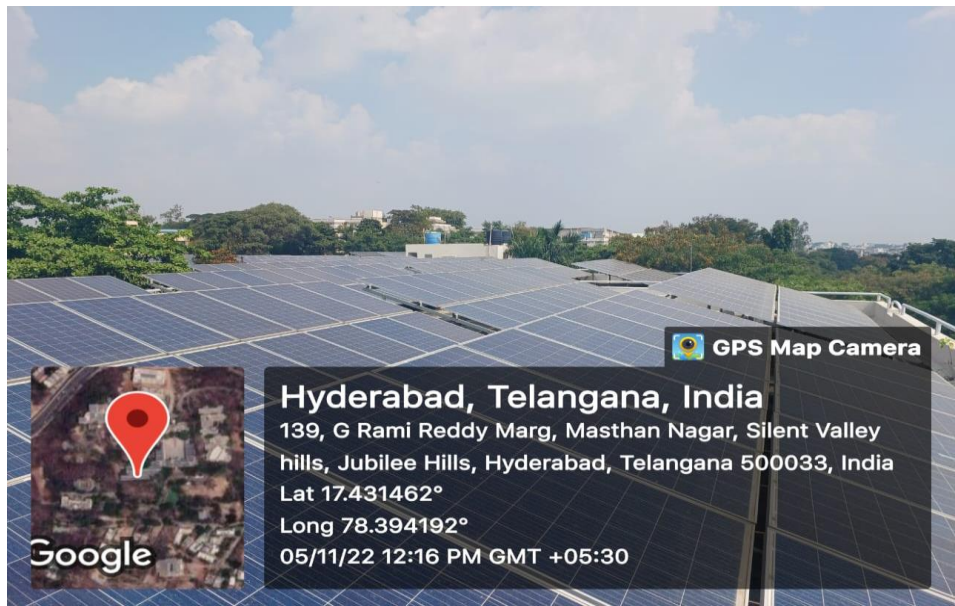 GPS Map Camera
Hyderabad, Telangana, India
139, G Rami Reddy Marg, Masthan Nagar, Silent Valley
hills, Jubilee Hills, Hyderabad, Telangana 500033, India
Lat 17.431462°
Long 78.394192°
05/11/22 12:16 PM GMT +05:30
Google